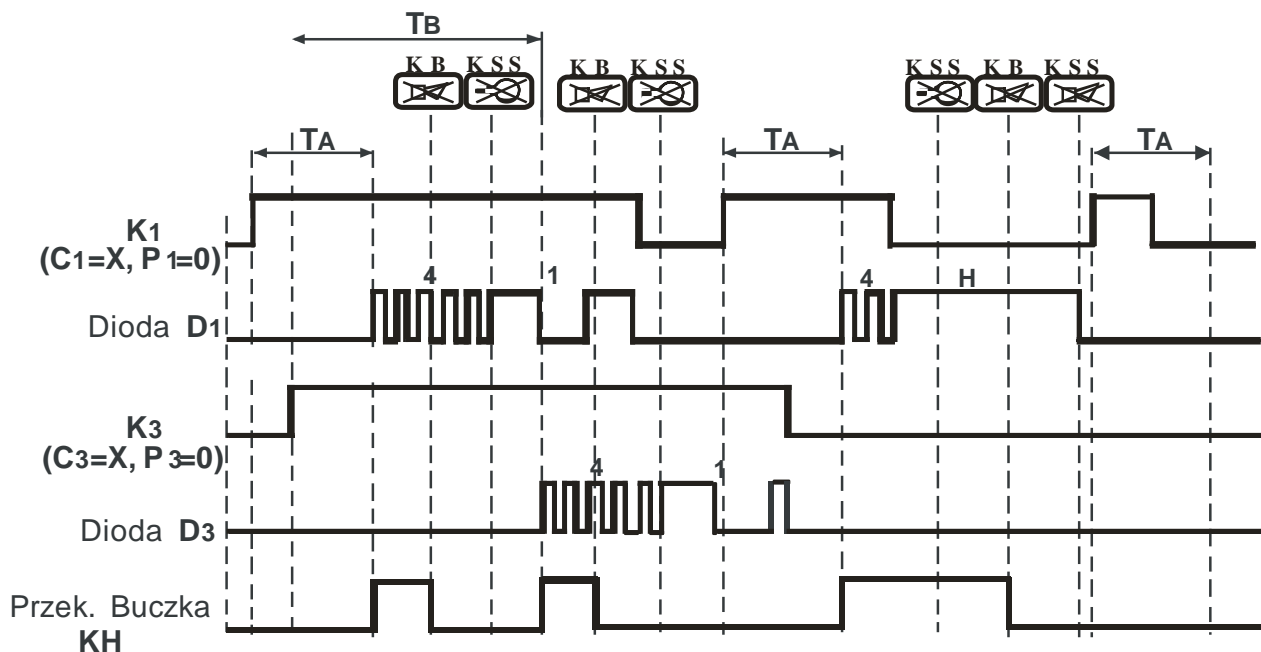 TB
K B K S S
K B K S S
K S S K B K S S
TA
TA
TA
K1
(C1=X, P1=0)
4
1
4
H
Dioda D1
K3
(C3=X, P3=0)
4
1
Dioda D3
Przek. Buczka
KH